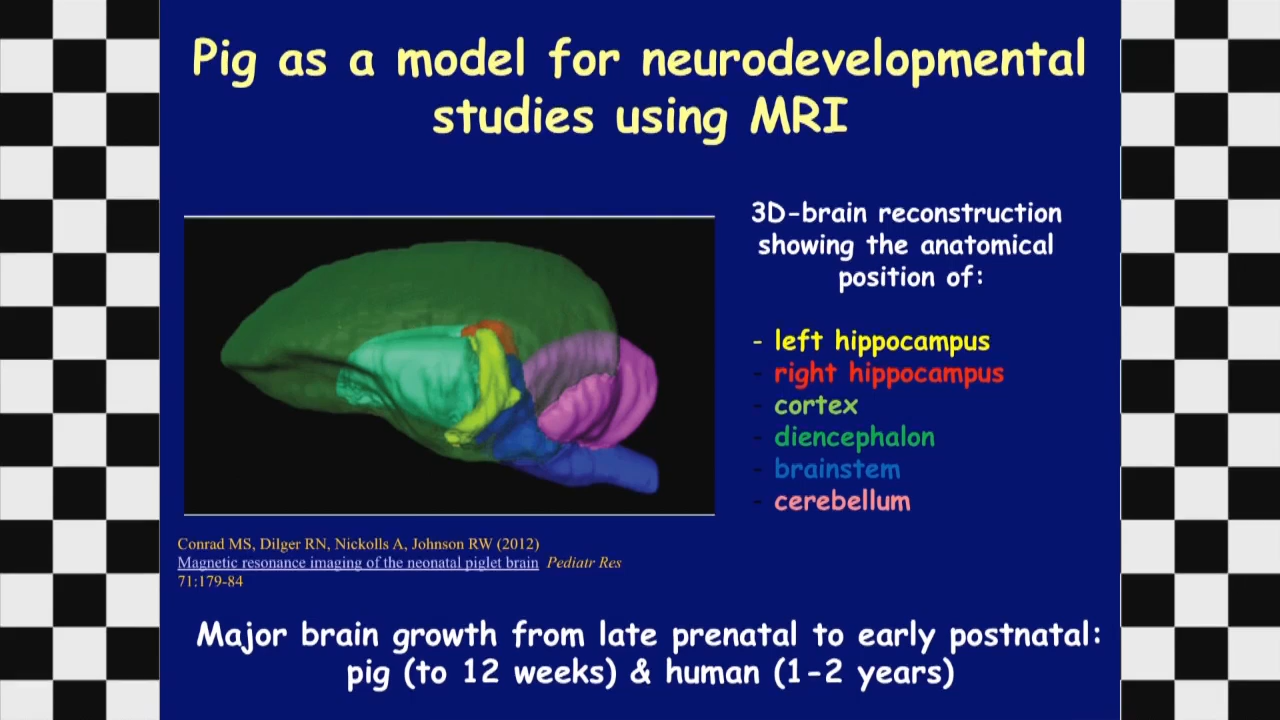 Pig as a model for neurodevelopmental
studies using MRI
3D-brain reconstruction
showing the anatomical
position of:
- left hippocampus
- right hippocampus
- cortex
- diencephalon
- brainstem
- cerebellum
Conrad MS, Dilger RN, Nickolls A, Johnson RW (2012)
Magnetic resonance imaging of the neonatal piglet brain Pediatr Res
71:179-84
Major brain growth from late prenatal to early postnatal:
pig (to 12 weeks) & human (1-2 years)